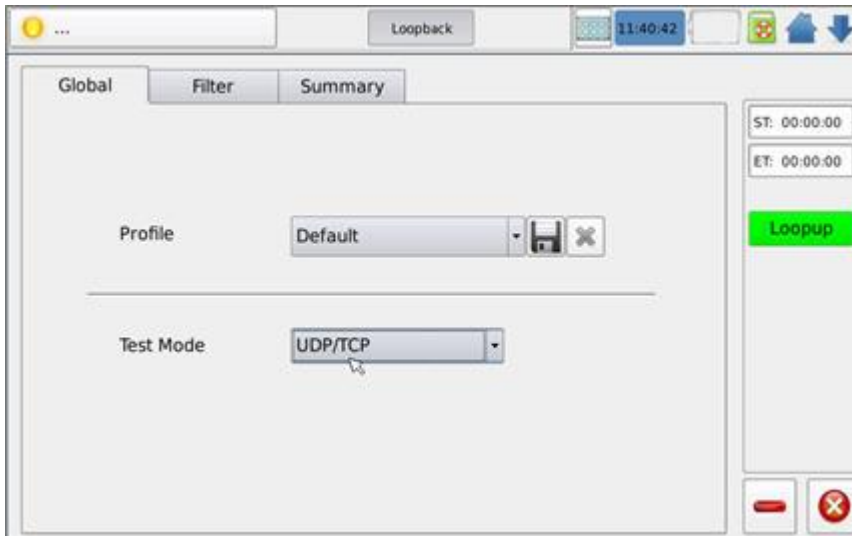 ...
Loopback
11:40:42
Global
Filter
Summary
ST: 00:00:00
ET: 00:00:00
Profile
Default
Loopup
Test Mode
UDP/TCP